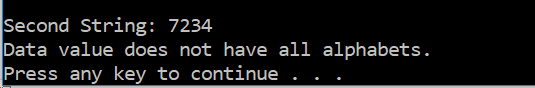 Second String: 7234
Data value does not have all alphabets.
Press any key to continue . . .